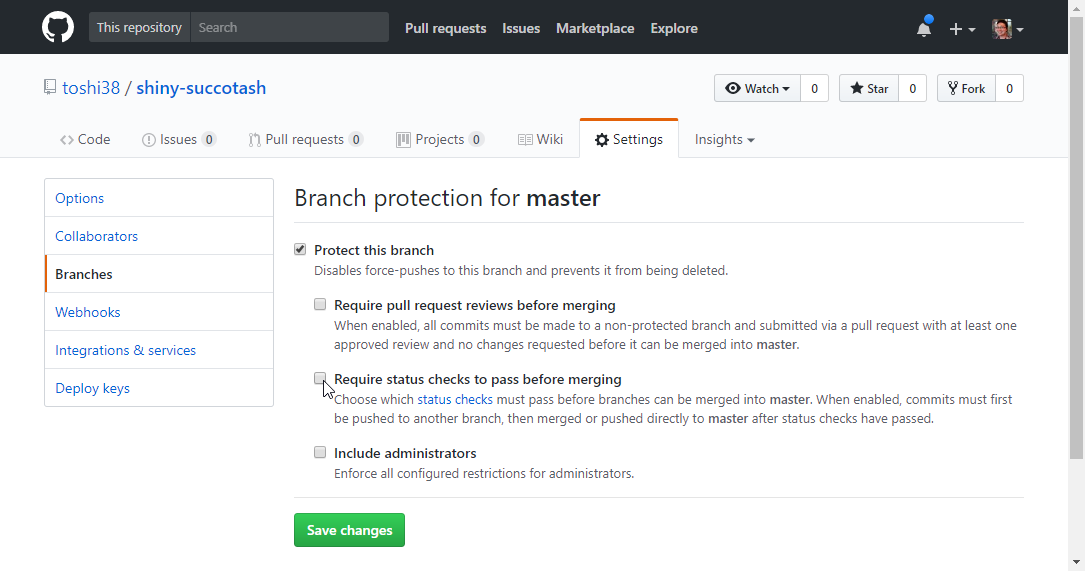 This repository Search Pull requests Issues Marketplace Explore
toshi38 / shiny-succotash
Watch 0 Star 0 Fork 0
Code Issues 0 Pull requests 0 Projects 0 Wiki Settings Insights
Options
Collaborators
Branches
Webhooks
Integrations & services
Deploy keys
Branch protection for master
Protect this branch
Disables force-pushes to this branch and prevents it from being deleted.
Require pull request reviews before merging
When enabled, all commits must be made to a non-protected branch and submitted via a pull request with at least one
approved review and no changes requested before it can be merged into master.
Require status checks to pass before merging
Choose which status checks must pass before branches can be merged into master. When enabled, commits must first
be pushed to another branch, then merged or pushed directly to master after status checks have passed.
Include administrators
Enforce all configured restrictions for administrators.
Save changes